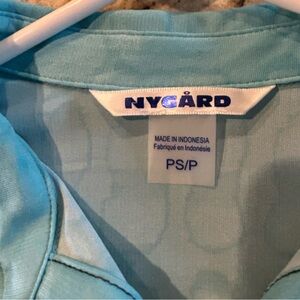 NYGÅRD
MADE IN INDONESIA
Fabriqué en Indonésie
PS/P